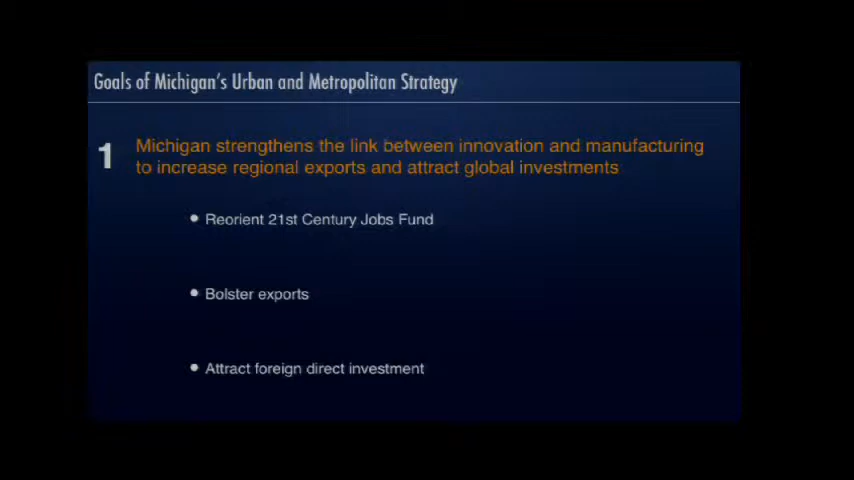 Goals of Michigan's Urban and Metropolitan Strategy
1 Michigan strengthens the link between innovation and manufacturing
to increase regional exports and attract global investments
• Reorient 21st Century Jobs Fund
• Bolster exports
• Attract foreign direct investment